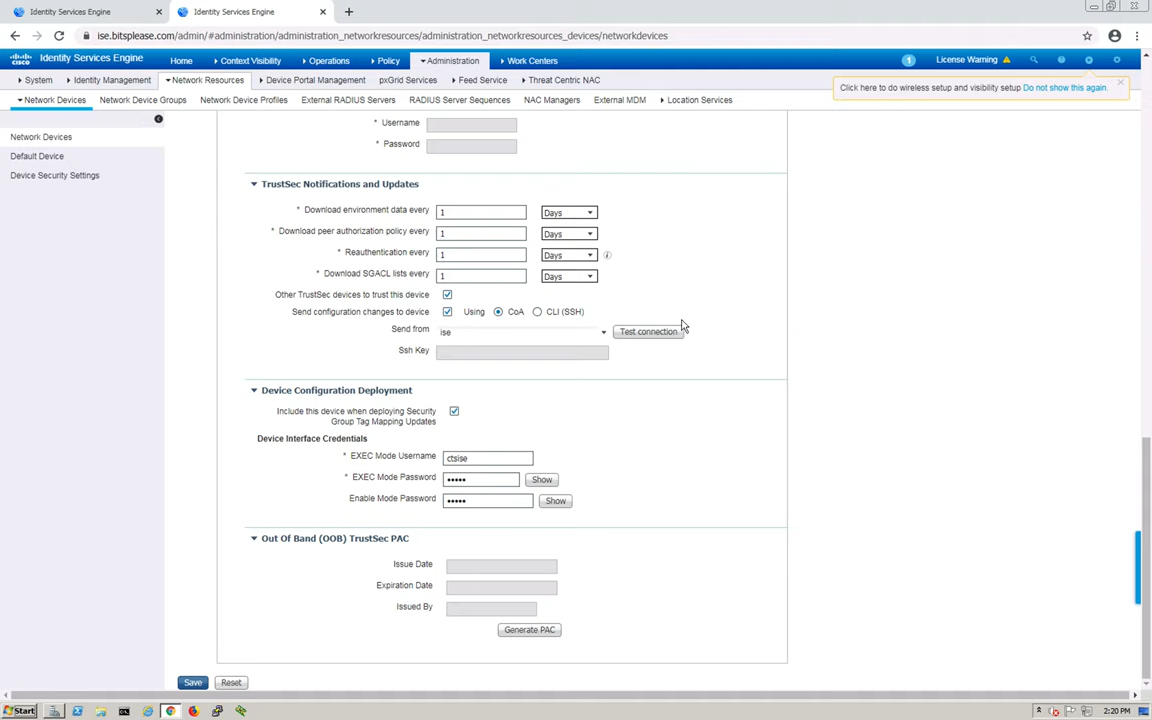 Identity Services Engine
Identity Services Engine
ise.bitsplease.com/admin/#administration/administration_networkresources/administration_networkresources_devices/networkdevices
CISCO Identity Services Engine Home Context Visibility Operations Policy Administration Work Centers 1 License Warning
System Identity Management Network Resources Device Portal Management pxGrid Services Feed Service Threat Centric NAC
Click here to do wireless setup and visibility setup Do not show this again.
Network Devices Network Device Groups Network Device Profiles External RADIUS Servers RADIUS Server Sequences NAC Managers External MDM Location Services
Network Devices
Default Device
Device Security Settings
* Username
* Password
TrustSec Notifications and Updates
* Download environment data every 1 Days
* Download peer authorization policy every 1 Days
* Reauthentication every 1 Days
* Download SGACL lists every 1 Days
Other TrustSec devices to trust this device
Send configuration changes to device Using CoA CLI (SSH)
Send from ise Test connection
Ssh Key
Device Configuration Deployment
Include this device when deploying Security
Group Tag Mapping Updates
Device Interface Credentials
* EXEC Mode Username ctsise
* EXEC Mode Password ••••• Show
Enable Mode Password ••••• Show
Out Of Band (OOB) TrustSec PAC
Issue Date
Expiration Date
Issued By
Generate PAC
Save Reset
Start 2:20 PM